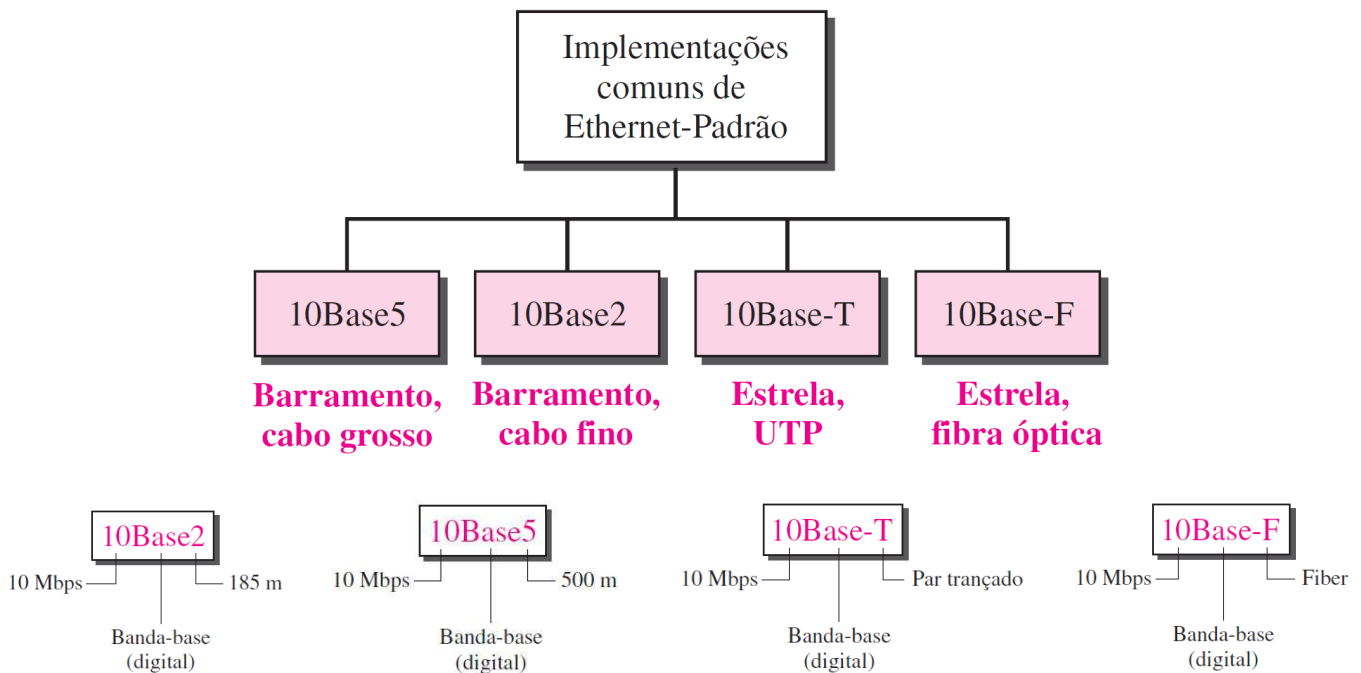 Implementações
comuns de
Ethernet-Padrão
10Base5
10Base2
10Base-T
10Base-F
Barramento,
cabo grosso
Barramento,
cabo fino
Estrela,
UTP
Estrela,
fibra óptica
10Base2
10 Mbps
185 m
Banda-base
(digital)
10Base5
10 Mbps
500 m
Banda-base
(digital)
10Base-T
10 Mbps
Par trançado
Banda-base
(digital)
10Base-F
10 Mbps
Fiber
Banda-base
(digital)